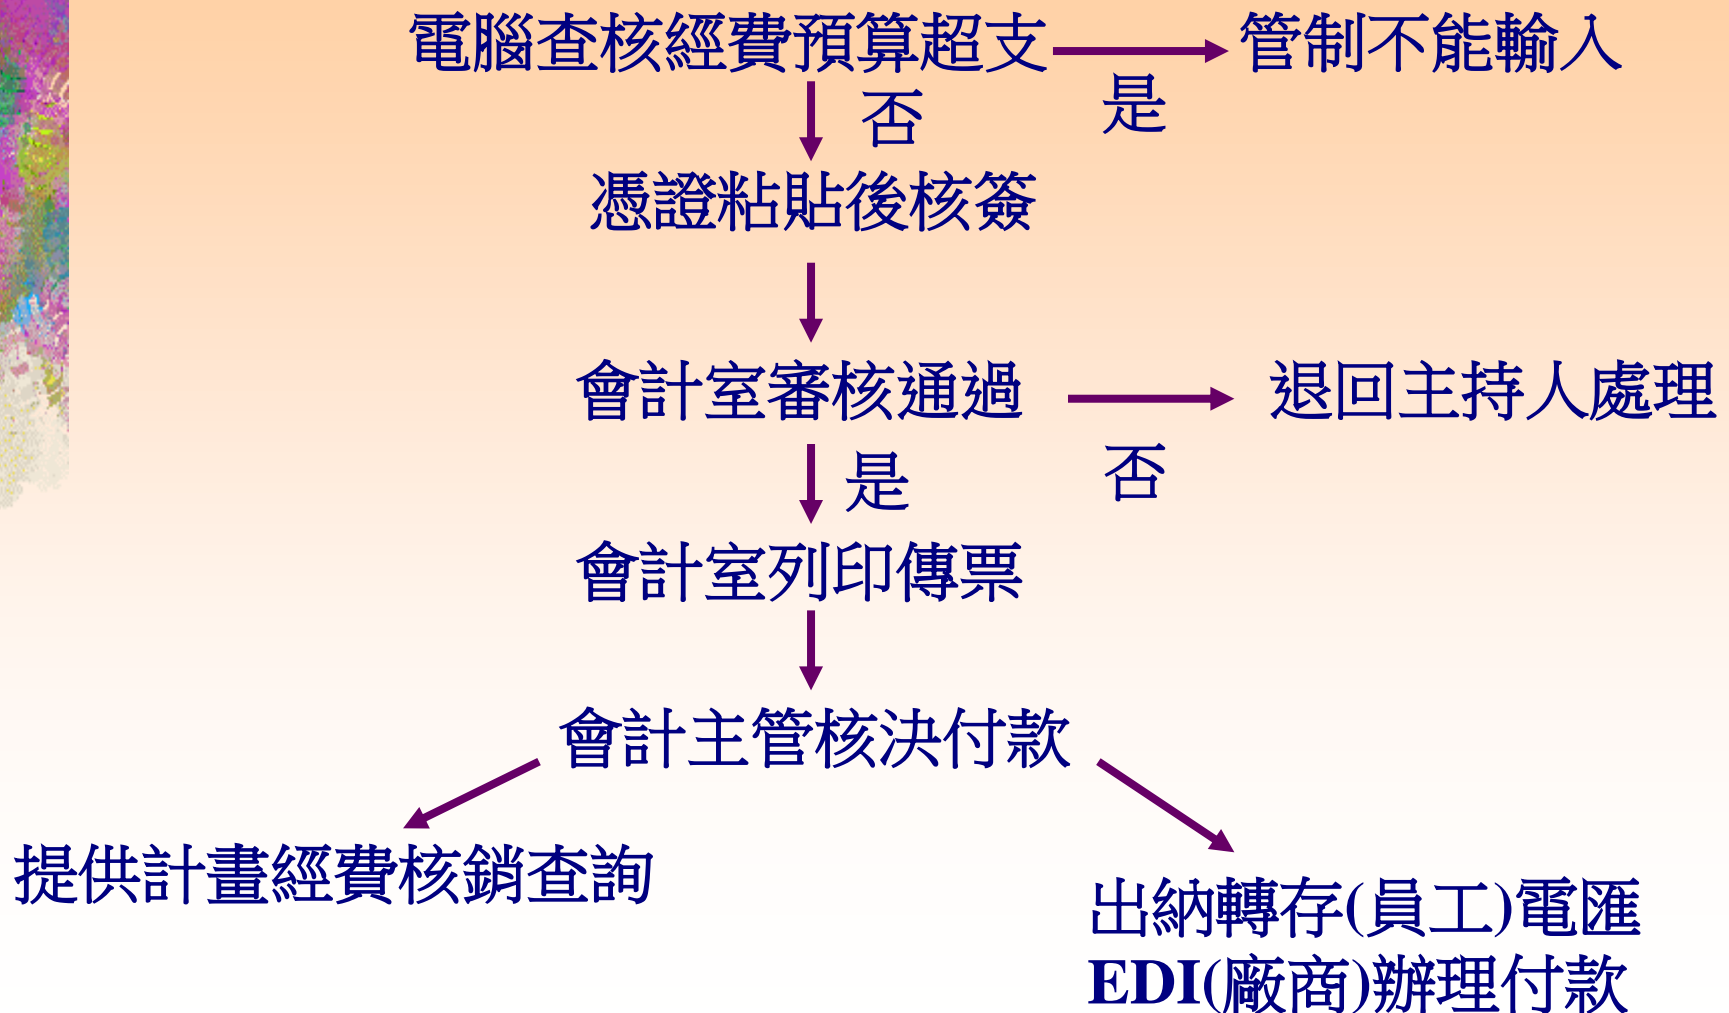 電腦查核經費預算超支 管制不能輸入
否 是
憑證粘貼後核簽
會計室審核通過 退回主持人處理
是 否
會計室列印傳票
會計主管核決付款
提供計畫經費核銷查詢
出納轉存(員工)電匯
EDI(廠商)辦理付款